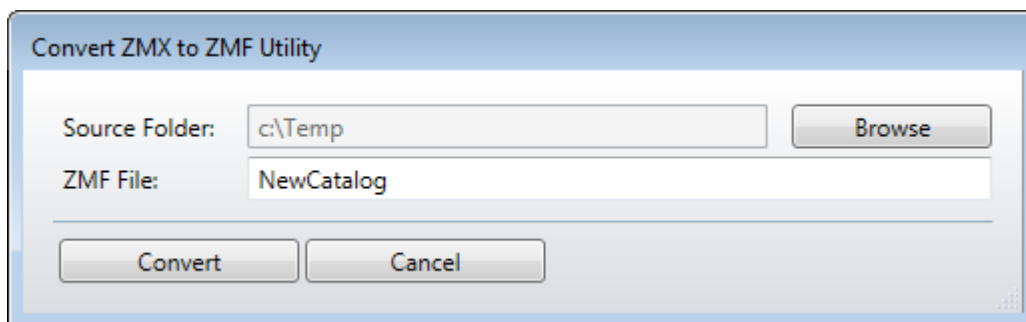 Convert ZMX to ZMF Utility
Source Folder: c:\Temp Browse
ZMF File: NewCatalog
Convert Cancel